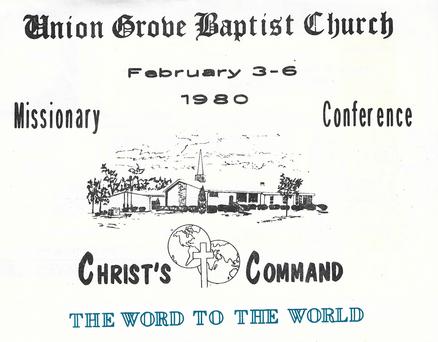 Union Grove Baptist Church
February 3-6
1980
Missionary Conference
CHRIST'S COMMAND
THE WORD TO THE WORLD